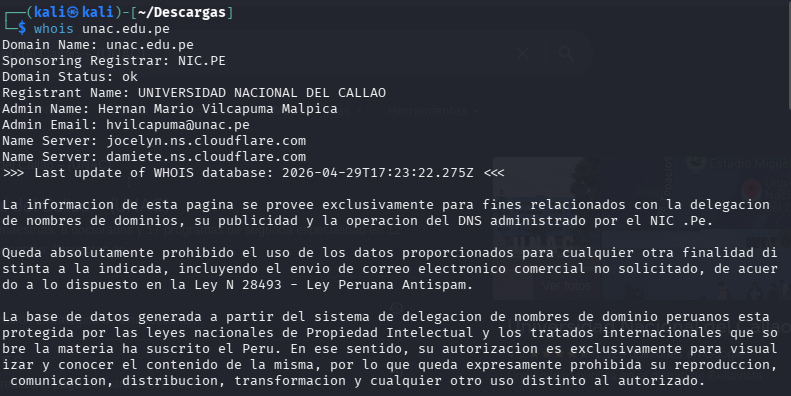 ┌──(kali㉿kali)-[~/Descargas]
└─$ whois unac.edu.pe
Domain Name: unac.edu.pe
Sponsoring Registrar: NIC.PE
Domain Status: ok
Registrant Name: UNIVERSIDAD NACIONAL DEL CALLAO
Admin Name: Hernan Mario Vilcapuma Malpica
Admin Email: hvilcapuma@unac.pe
Name Server: jocelyn.ns.cloudflare.com
Name Server: damiete.ns.cloudflare.com
>>> Last update of WHOIS database: 2026-04-29T17:23:22.275Z <<<
La informacion de esta pagina se provee exclusivamente para fines relacionados con la delegacion
de nombres de dominios, su publicidad y la operacion del DNS administrado por el NIC .Pe.
Queda absolutamente prohibido el uso de los datos proporcionados para cualquier otra finalidad di
stinta a la indicada, incluyendo el envio de correo electronico comercial no solicitado, de acuer
do a lo dispuesto en la Ley N 28493 - Ley Peruana Antispam.
La base de datos generada a partir del sistema de delegacion de nombres de dominio peruanos esta
protegida por las leyes nacionales de Propiedad Intelectual y los tratados internacionales que so
bre la materia ha suscrito el Peru. En ese sentido, su autorizacion es exclusivamente para visual
izar y conocer el contenido de la misma, por lo que queda expresamente prohibida su reproduccion,
 comunicacion, distribucion, transformacion y cualquier otro uso distinto al autorizado.